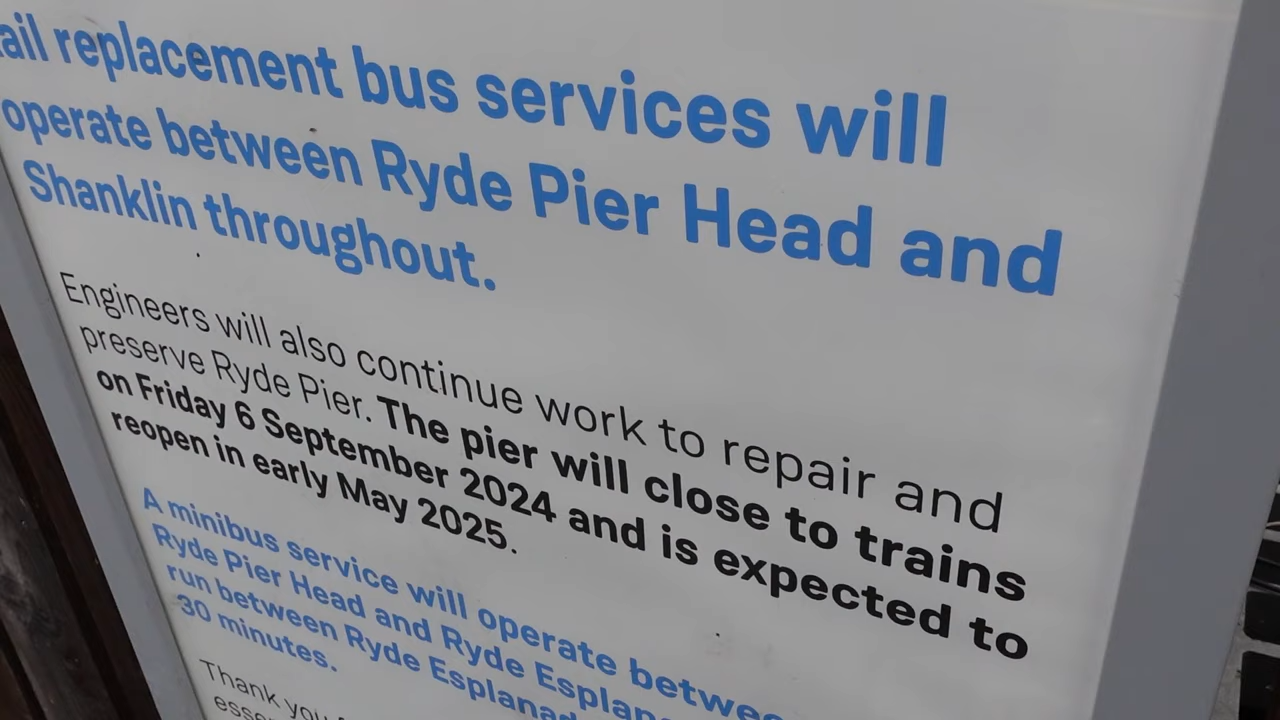 ail replacement bus services will
operate between Ryde Pier Head and
Shanklin throughout.
Engineers will also continue work to repair and
preserve Ryde Pier. The pier will close to trains
on Friday 6 September 2024 and is expected to
reopen in early May 2025.
A minibus service will operate betwee
Ryde Pier Head and Ryde Esplan
run between Ryde Esplanad
30 minutes.
Thank you
essen